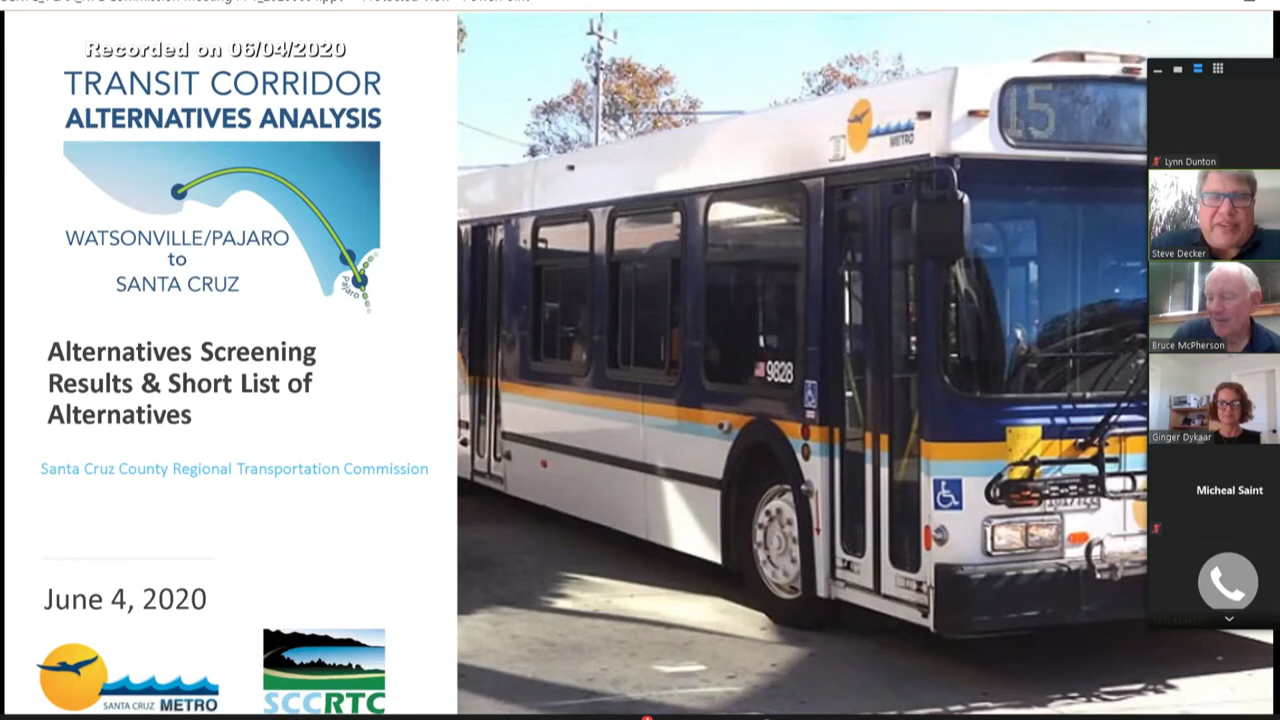 Recorded on 06/04/2020
TRANSIT CORRIDOR
ALTERNATIVES ANALYSIS
WATSONVILLE/PAJARO
to
SANTA CRUZ
Pajaro
Alternatives Screening
Results & Short List of
Alternatives
Santa Cruz County Regional Transportation Commission
June 4, 2020
SANTA CRUZ METRO
SCCRTC
15
METRO
9828
Lynn Dunton
Steve Decker
Bruce McPherson
Ginger Dykaar
Micheal Saint